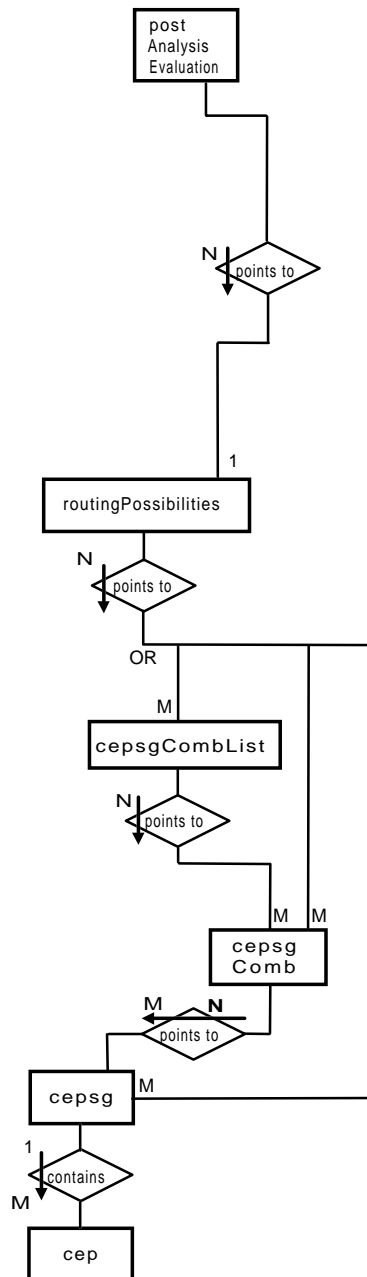 post
Analysis
Evaluation
N
points to
1
routingPossibilities
N
points to
OR
M
cepsgCombList
N
points to
M M
cepsg
Comb
M N
points to
cepsg M
1
contains
M
cep